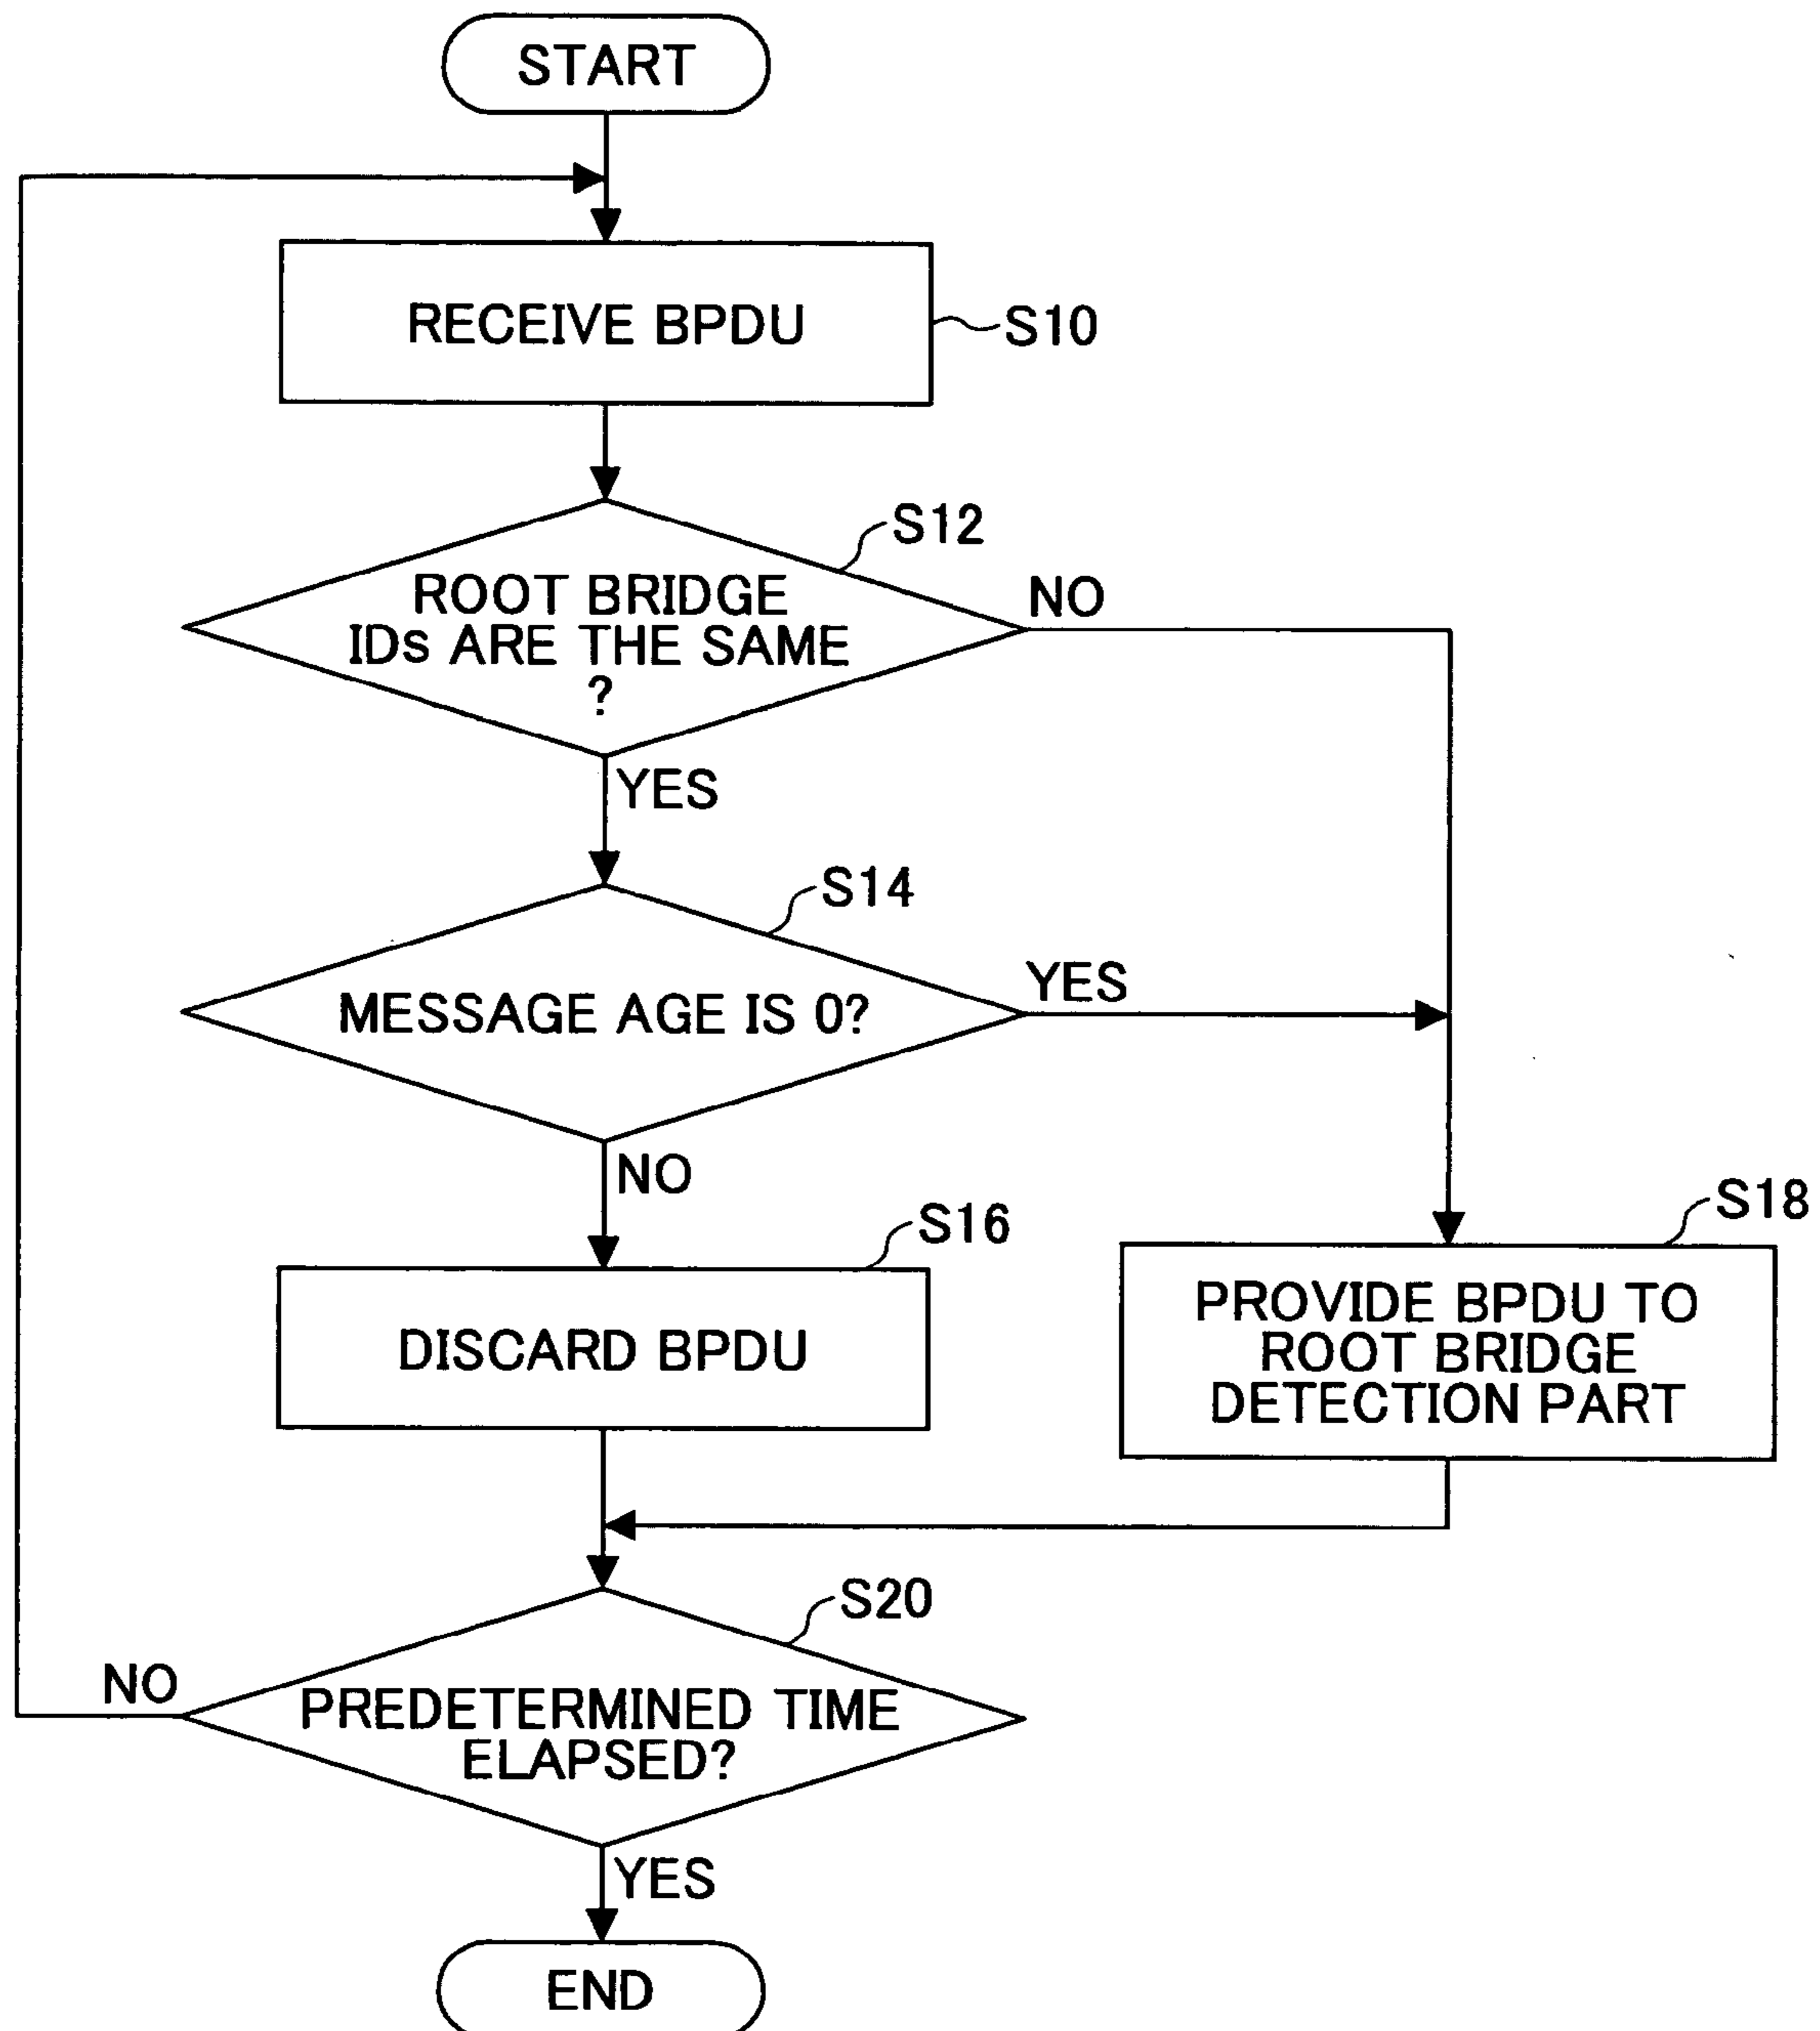 START
RECEIVE BPDU
S10
S12
ROOT BRIDGE
IDs ARE THE SAME
?
NO
YES
S14
MESSAGE AGE IS 0?
YES
NO
S16
DISCARD BPDU
S18
PROVIDE BPDU TO
ROOT BRIDGE
DETECTION PART
S20
PREDETERMINED TIME
ELAPSED?
NO
YES
END